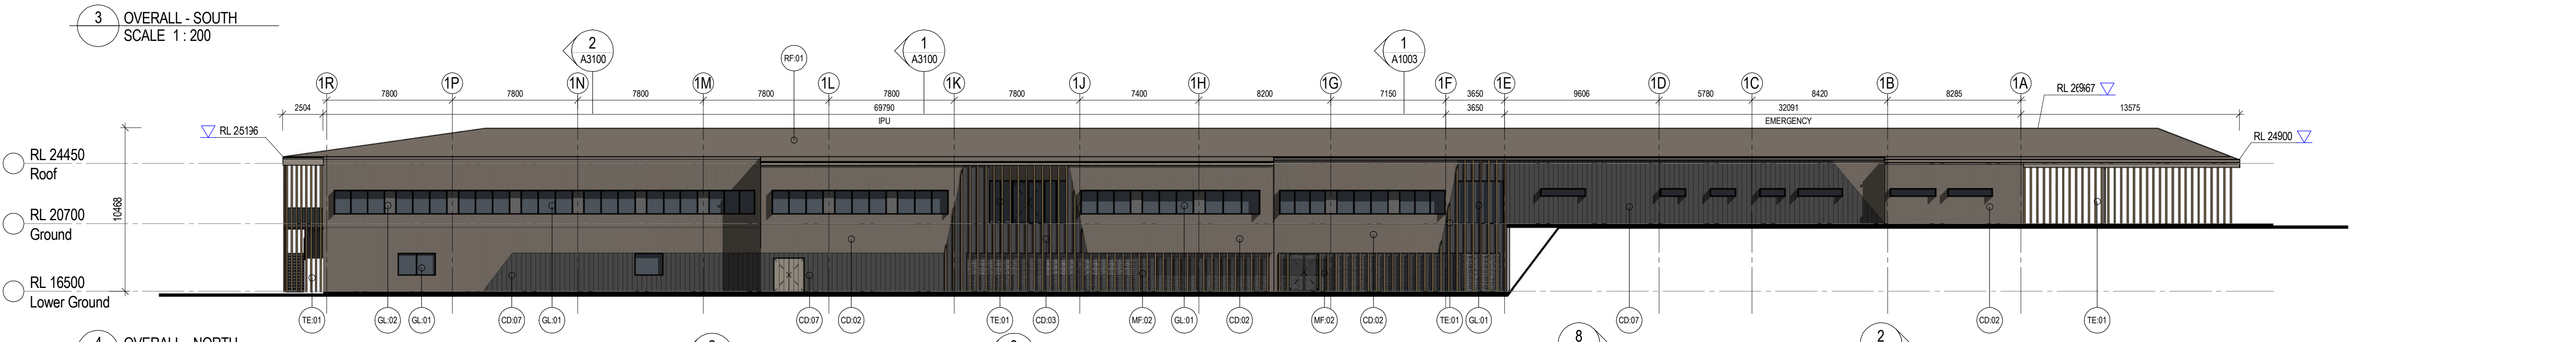 3 OVERALL - SOUTH
SCALE 1 : 200
2 A3100
1 A3100
1 A1003
RF:01
1R 1P 1N 1M 1L 1K 1J 1H 1G 1F 1E 1D 1C 1B 1A
7800 7800 7800 7800 7800 7800 7400 8200 7150 3650 9606 5780 8420 8285
2504 69790 3650 32091 13575
IPU EMERGENCY
RL 25196
RL 24900
10468
RL 24450
Roof
RL 20700
Ground
RL 16500
Lower Ground
TE:01 GL:02 GL:01 CD:07 GL:01 CD:07 CD:02 TE:01 CD:03 MF:02 GL:01 CD:02 MF:02 CD:02 TE:01 GL:01 CD:07 CD:02 TE:01
4 OVERALL - NORTH
8
2